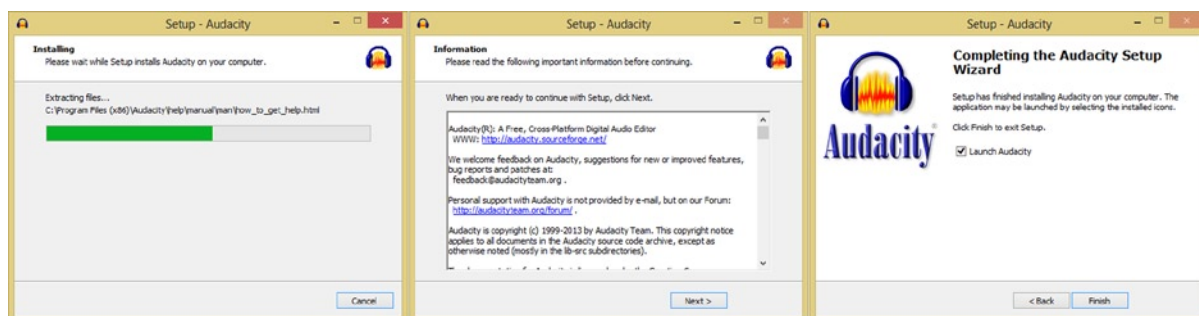 Setup - Audacity
Installing
Please wait while Setup installs Audacity on your computer.
Extracting files...
C:\Program Files (x86)\Audacity\help\manual\man\how_to_get_help.html
Cancel
Setup - Audacity
Information
Please read the following important information before continuing.
When you are ready to continue with Setup, click Next.
Audacity(R): A Free, Cross-Platform Digital Audio Editor
WWW: http://audacity.sourceforge.net/
We welcome feedback on Audacity, suggestions for new or improved features,
bug reports and patches at:
feedback@audacityteam.org .
Personal support with Audacity is not provided by e-mail, but on our Forum:
http://audacityteam.org/forum/ .
Audacity is copyright (c) 1999-2013 by Audacity Team. This copyright notice
applies to all documents in the Audacity source code archive, except as
otherwise noted (mostly in the lib-src subdirectories).
Next >
Setup - Audacity
Audacity
Completing the Audacity Setup
Wizard
Setup has finished installing Audacity on your computer. The
application may be launched by selecting the installed icons.
Click Finish to exit Setup.
Launch Audacity
< Back
Finish